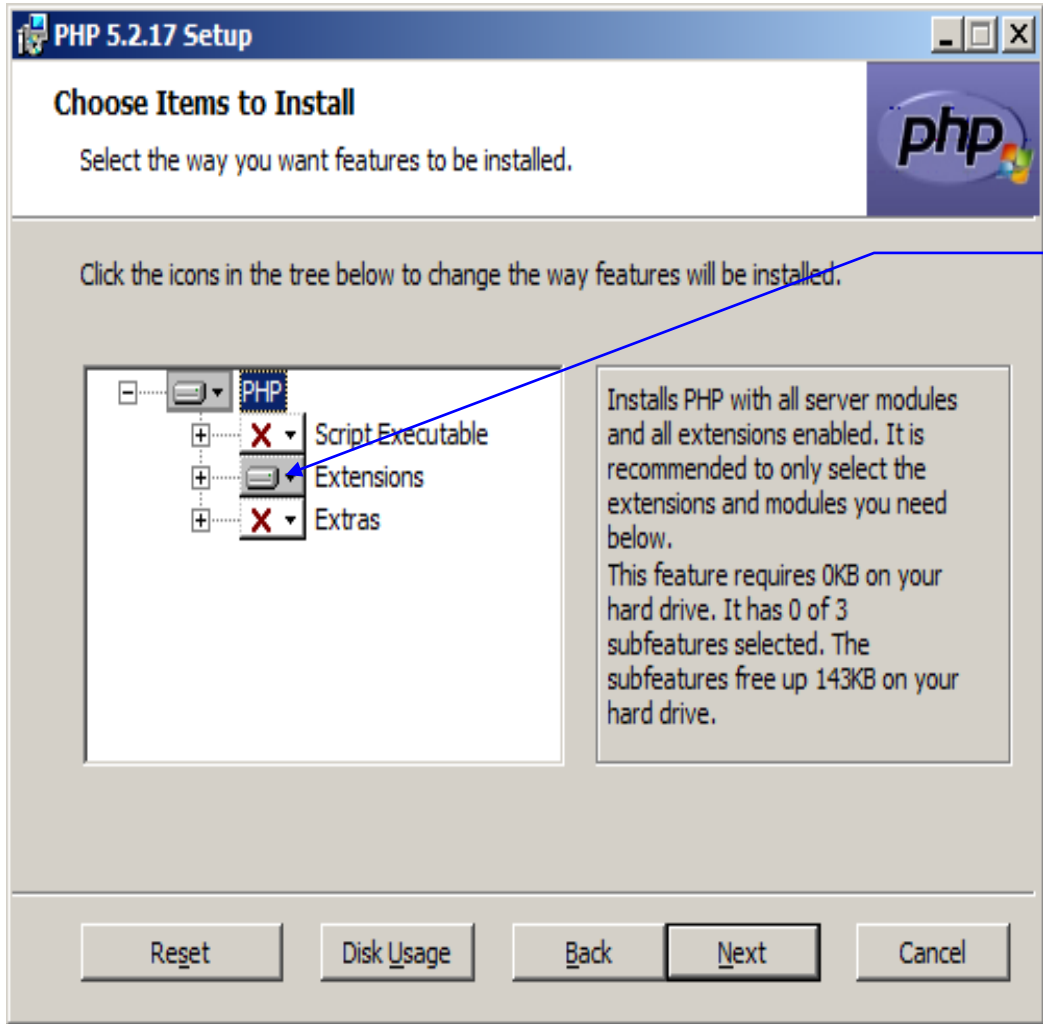 PHP 5.2.17 Setup
Choose Items to Install
Select the way you want features to be installed.
php
Click the icons in the tree below to change the way features will be installed.
PHP
Script Executable
Extensions
Extras
Installs PHP with all server modules
and all extensions enabled. It is
recommended to only select the
extensions and modules you need
below.
This feature requires 0KB on your
hard drive. It has 0 of 3
subfeatures selected. The
subfeatures free up 143KB on your
hard drive.
Reset
Disk Usage
Back
Next
Cancel